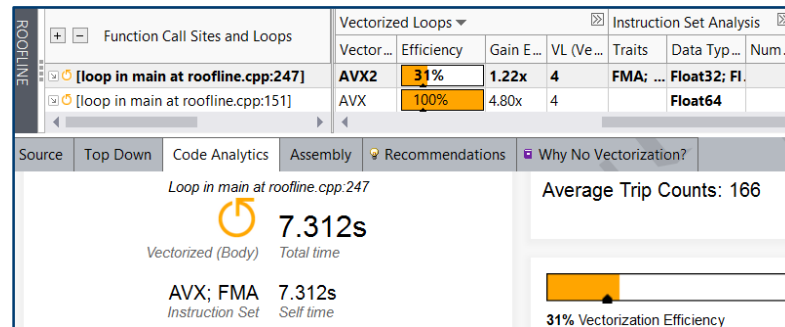 ROOFLINE
Function Call Sites and Loops
Vectorized Loops
Instruction Set Analysis
Vector... Efficiency Gain E... VL (Ve... Traits Data Typ... Num.
[loop in main at roofline.cpp:247] AVX2 31% 1.22x 4 FMA; ... Float32; Fl.
[loop in main at roofline.cpp:151] AVX 100% 4.80x 4 Float64
Source Top Down Code Analytics Assembly Recommendations Why No Vectorization?
Loop in main at roofline.cpp:247
7.312s
Vectorized (Body) Total time
AVX; FMA 7.312s
Instruction Set Self time
Average Trip Counts: 166
31% Vectorization Efficiency